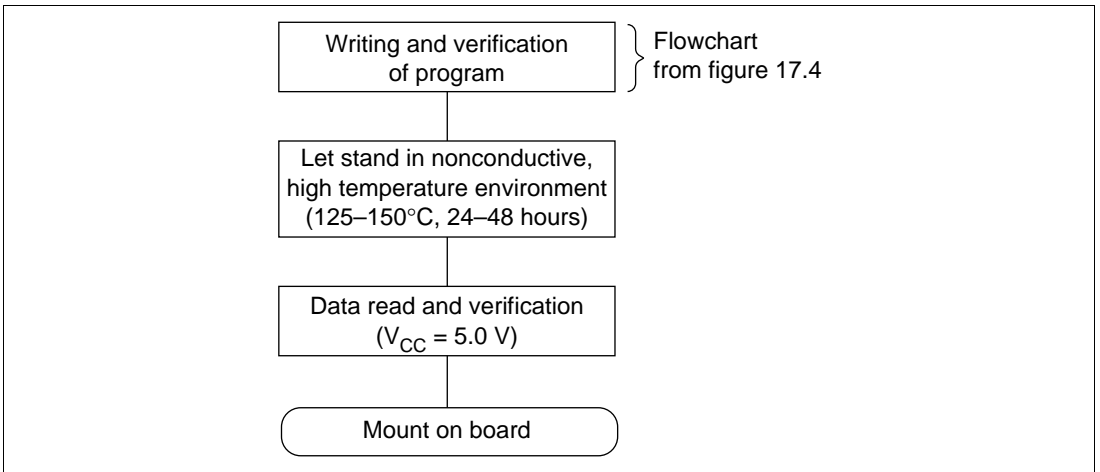 Writing and verification
of program
Flowchart
from figure 17.4
Let stand in nonconductive,
high temperature environment
(125–150°C, 24–48 hours)
Data read and verification
(VCC = 5.0 V)
Mount on board